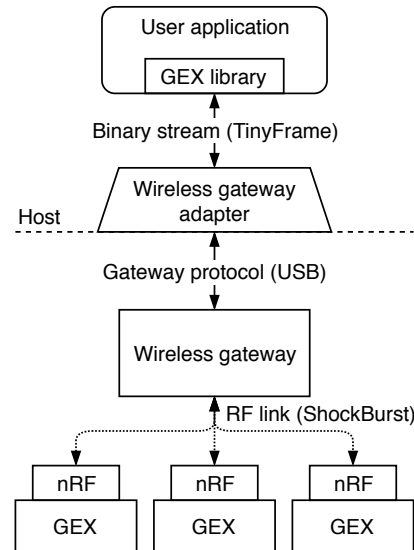 User application
GEX library
Binary stream (TinyFrame)
Wireless gateway
adapter
Host
Gateway protocol (USB)
Wireless gateway
RF link (ShockBurst)
nRF nRF nRF
GEX GEX GEX